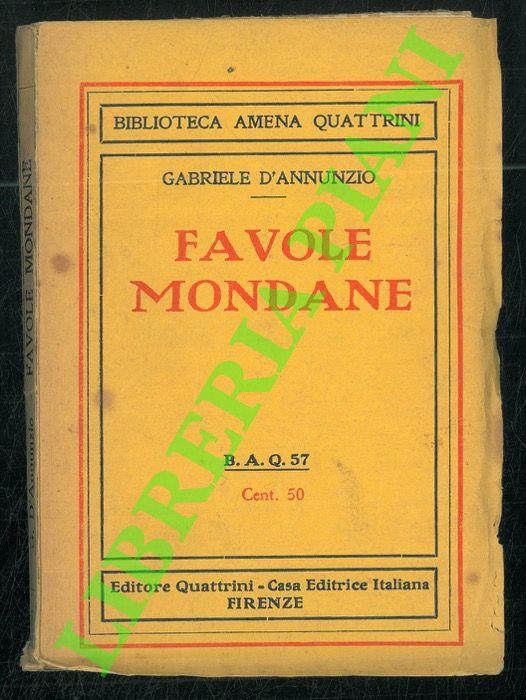 BIBLIOTECA AMENA QUATTRINI
GABRIELE D'ANNUNZIO
FAVOLE
MONDANE
B. A. Q. 57
Cent. 50
Editore Quattrini - Casa Editrice Italiana
FIRENZE
G. D'Annunzio FAVOLE MONDANE
LIBRERIA PIANI